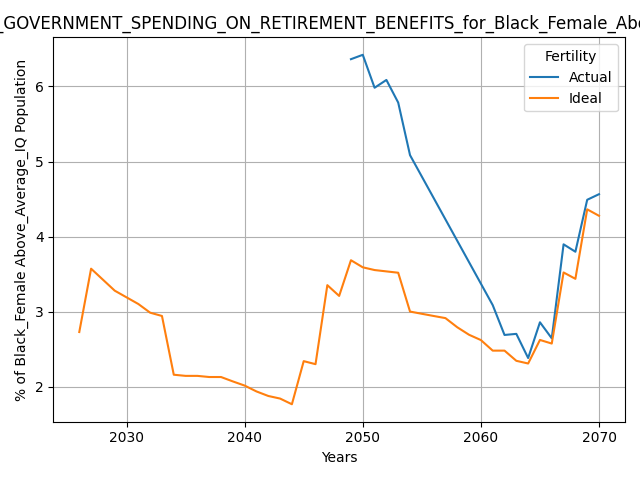 _GOVERNMENT_SPENDING_ON_RETIREMENT_BENEFITS_for_Black_Female_Abo
% of Black_Female Above_Average_IQ Population
6
5
4
3
2
Fertility
Actual
Ideal
2030
2040
2050
2060
2070
Years